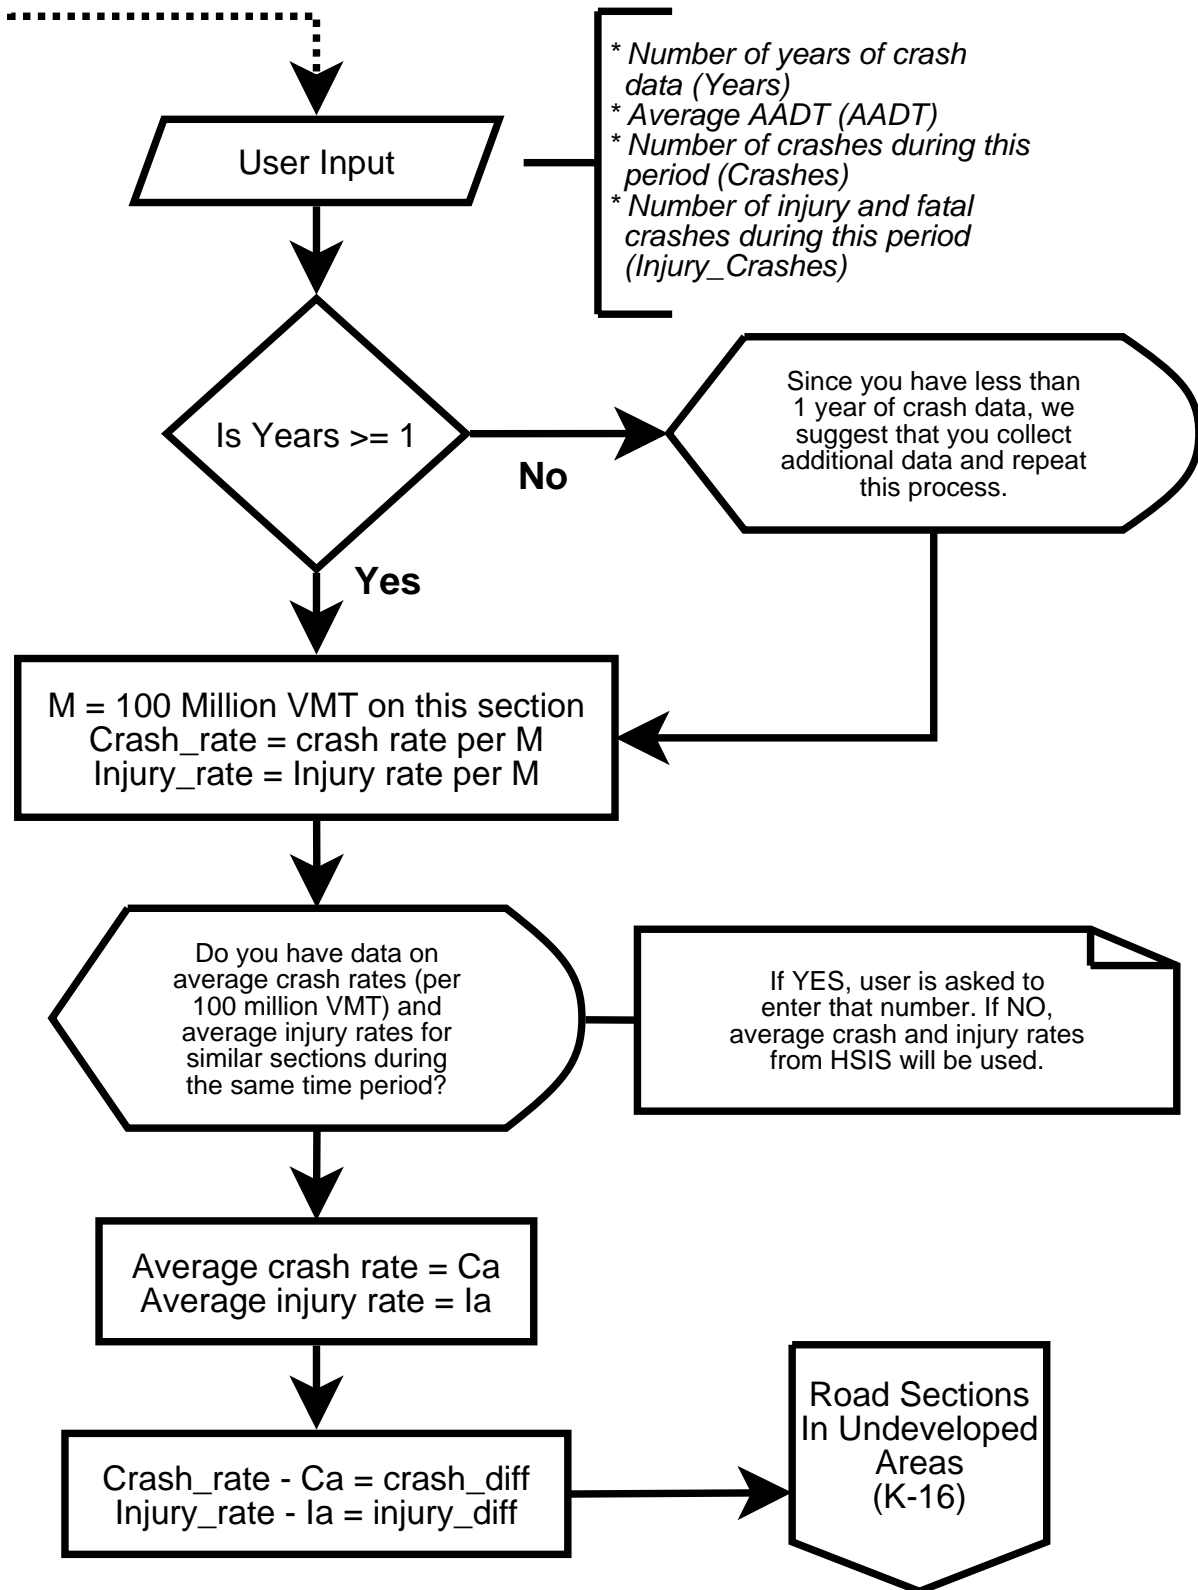 * Number of years of crash
data (Years)
* Average AADT (AADT)
* Number of crashes during this
period (Crashes)
* Number of injury and fatal
crashes during this period
(Injury_Crashes)
User Input
Is Years >= 1
No
Since you have less than
1 year of crash data, we
suggest that you collect
additional data and repeat
this process.
Yes
M = 100 Million VMT on this section
Crash_rate = crash rate per M
Injury_rate = Injury rate per M
Do you have data on
average crash rates (per
100 million VMT) and
average injury rates for
similar sections during
the same time period?
If YES, user is asked to
enter that number. If NO,
average crash and injury rates
from HSIS will be used.
Average crash rate = Ca
Average injury rate = Ia
Crash_rate - Ca = crash_diff
Injury_rate - Ia = injury_diff
Road Sections
In Undeveloped
Areas
(K-16)